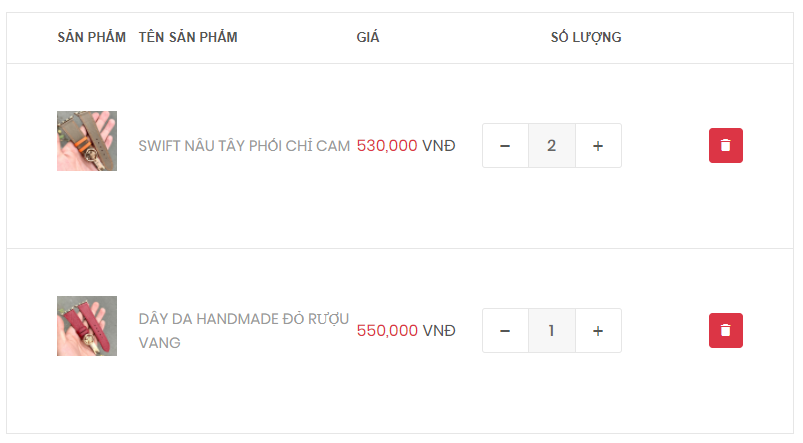 SẢN PHẨM TÊN SẢN PHẨM GIÁ SỐ LƯỢNG
SWIFT NÂU TÂY PHỐI CHỈ CAM 530,000 VNĐ − 2 +
DÂY DA HANDMADE ĐỎ RƯỢU
VANG
550,000 VNĐ − 1 +